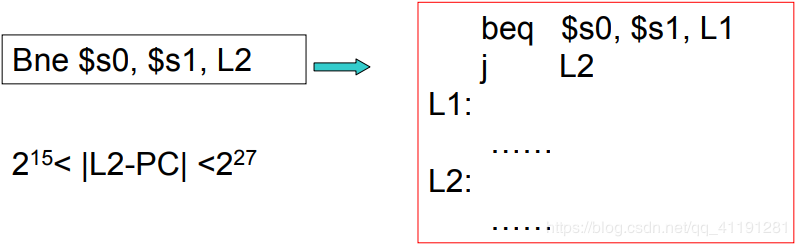 Bne $s0, $s1, L2
2¹⁵< |L2-PC| <2²⁷
beq $s0, $s1, L1
j L2
L1:
……
L2:
……
https://blog.csdn.net/qq_41191281